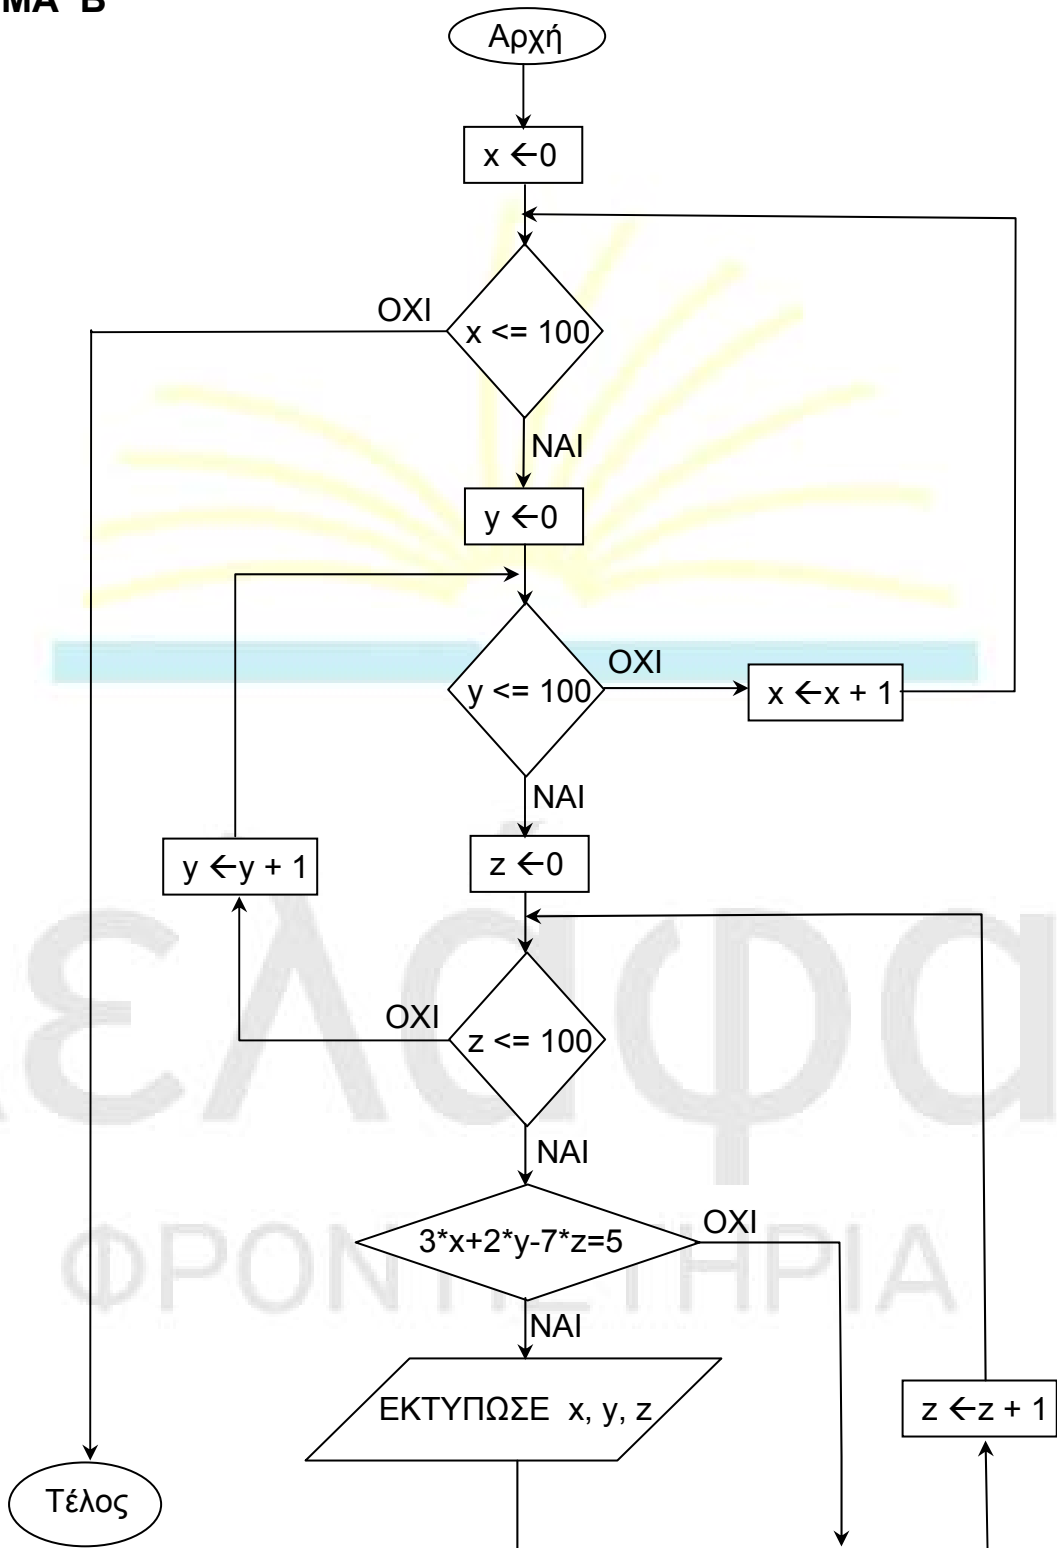 ΜΑ Β
Αρχή
x ←0
x <= 100
ΟΧΙ
ΝΑΙ
y ←0
y <= 100
ΟΧΙ
x ←x + 1
ΝΑΙ
y ←y + 1
z ←0
ΟΧΙ
z <= 100
ΝΑΙ
3*x+2*y-7*z=5
ΟΧΙ
ΝΑΙ
ΕΚΤΥΠΩΣΕ x, y, z
z ←z + 1
Τέλος
ΦΡΟΝΤΙΣΤΗΡΙΑ